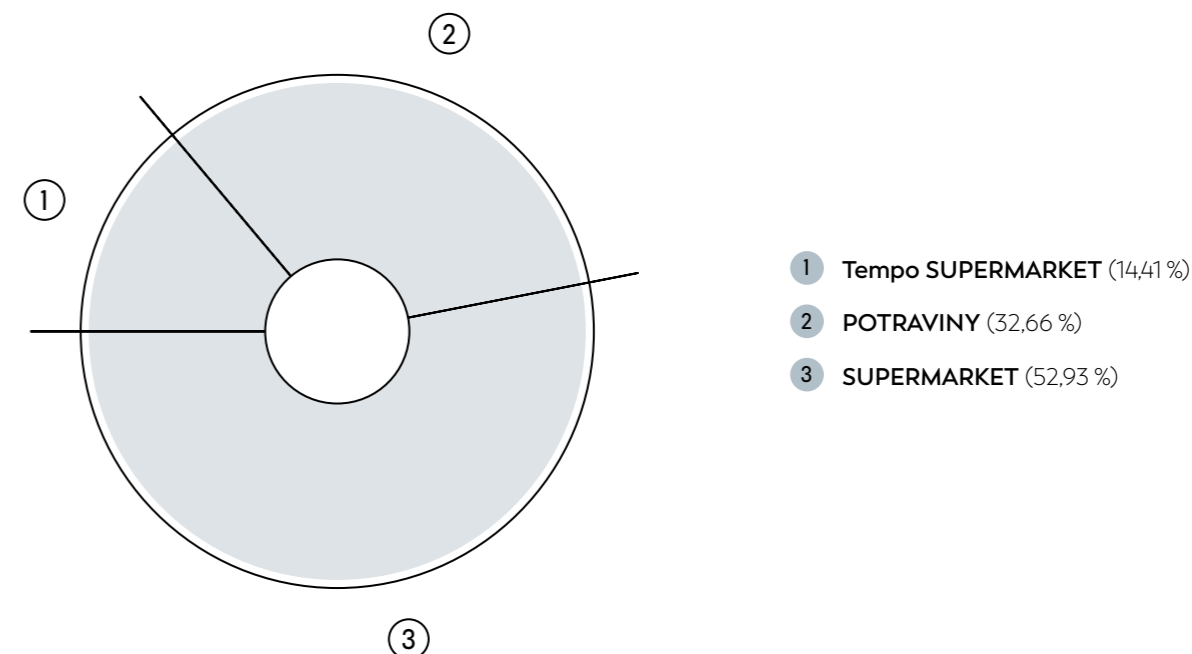 2
1
3
1 Tempo SUPERMARKET (14,41 %)
2 POTRAVINY (32,66 %)
3 SUPERMARKET (52,93 %)